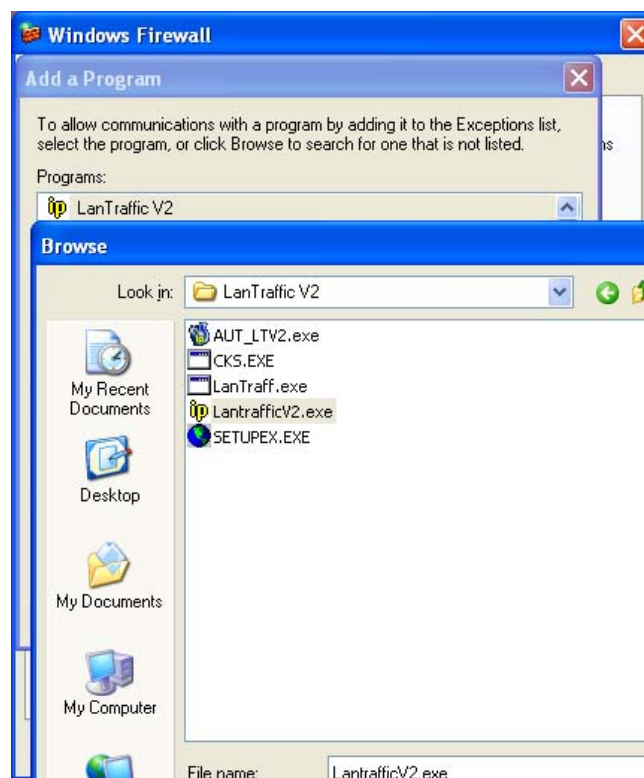 Windows Firewall
Add a Program
To allow communications with a program by adding it to the Exceptions list,
select the program, or click Browse to search for one that is not listed.
Programs:
LanTraffic V2
Browse
Look in:
LanTraffic V2
AUT_LTV2.exe
CKS.EXE
LanTraff.exe
LantrafficV2.exe
SETUPEX.EXE
My Recent
Documents
Desktop
My Documents
My Computer
File name:
LantrafficV2.exe